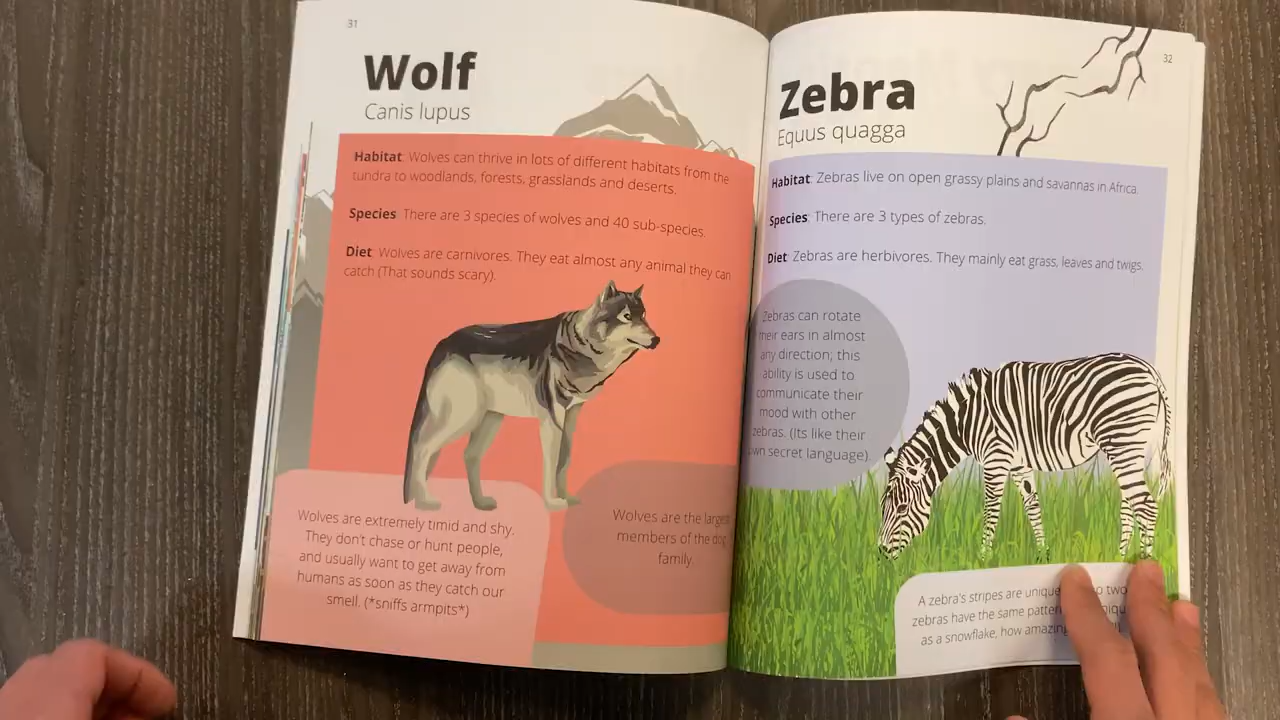 31
Wolf
Canis lupus
Habitat: Wolves can thrive in lots of different habitats from the
tundra to woodlands, forests, grasslands and deserts.
Species: There are 3 species of wolves and 40 sub-species.
Diet: Wolves are carnivores. They eat almost any animal they can
catch (That sounds scary).
Wolves are extremely timid and shy.
They don't chase or hunt people,
and usually want to get away from
humans as soon as they catch our
smell. (*sniffs armpits*)
Wolves are the largest
members of the dog
family.
32
Zebra
Equus quagga
Habitat: Zebras live on open grassy plains and savannas in Africa.
Species: There are 3 types of zebras.
Diet: Zebras are herbivores. They mainly eat grass, leaves and twigs.
Zebras can rotate
their ears in almost
any direction; this
ability is used to
communicate their
mood with other
zebras. (Its like their
own secret language).
A zebra's stripes are unique two
zebras have the same pattern
as a snowflake, how amazing